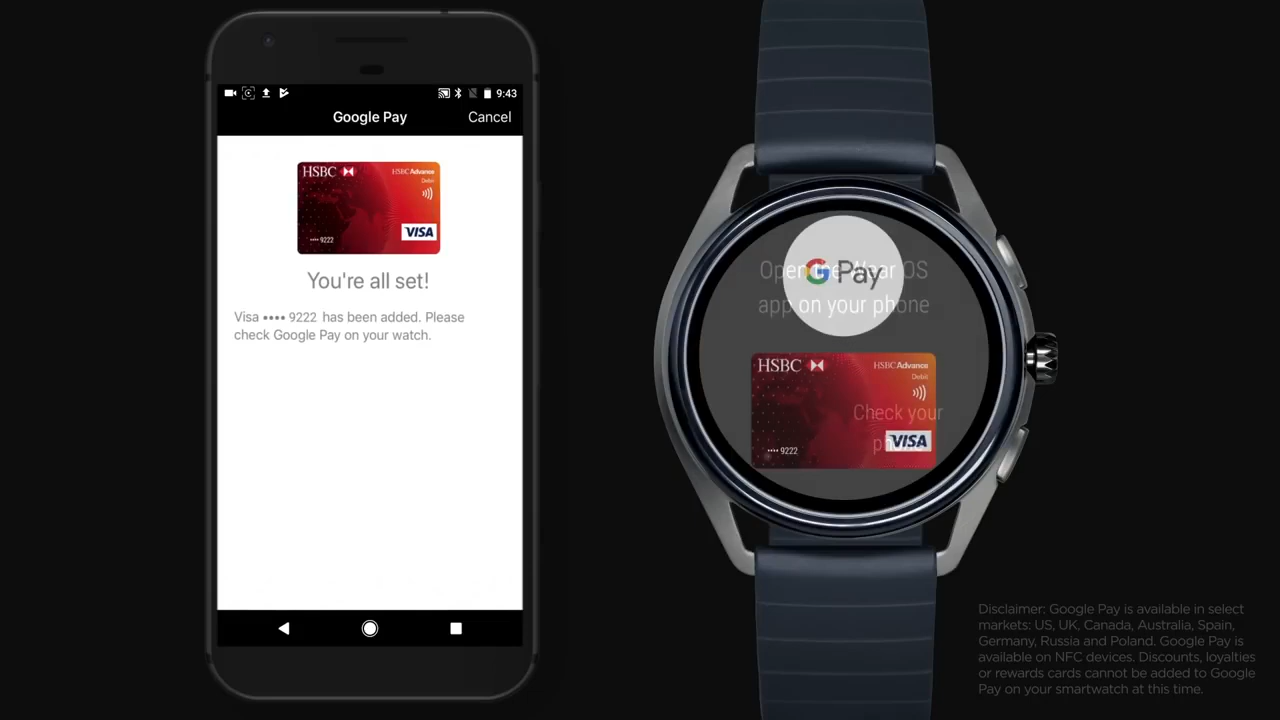 9:43
Google Pay
Cancel
HSBC
HSBC Advance
Debit
VISA
•••• 9222
You're all set!
Visa •••• 9222 has been added. Please
check Google Pay on your watch.
Open the Wear OS
G Pay
app on your phone
HSBC
HSBC Advance
Debit
Check your
phone
VISA
•••• 9222
Disclaimer: Google Pay is available in select
markets: US, UK, Canada, Australia, Spain,
Germany, Russia and Poland. Google Pay is
available on NFC devices. Discounts, loyalties
or rewards cards cannot be added to Google
Pay on your smartwatch at this time.